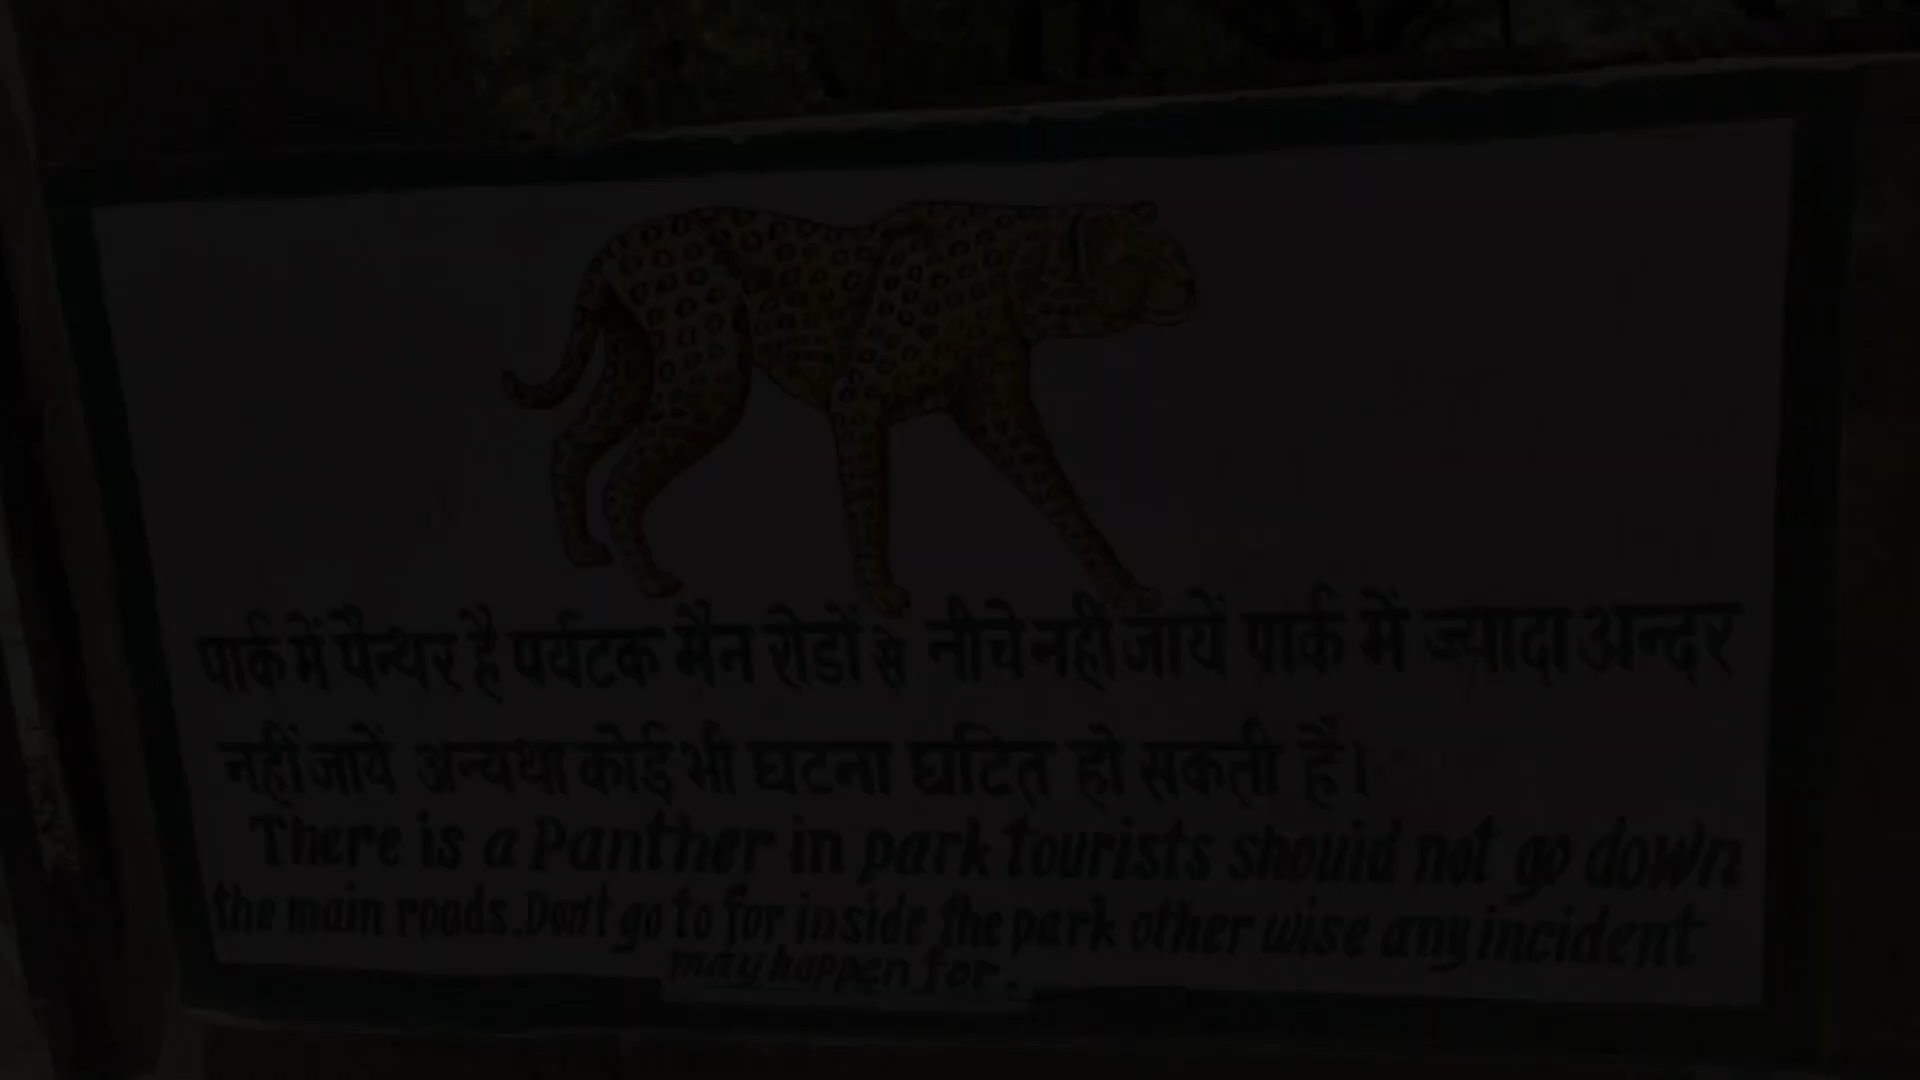 पार्क में पैन्थर है पर्यटक मैन रोडों से नीचे नहीं जायें पार्क में ज्यादा अन्दर
नहीं जायें अन्यथा कोई भी घटना घटित हो सकती हैं।
There is a Panther in park tourists should not go down
the main roads. Don't go to for inside the park other wise any incident
may happen for.